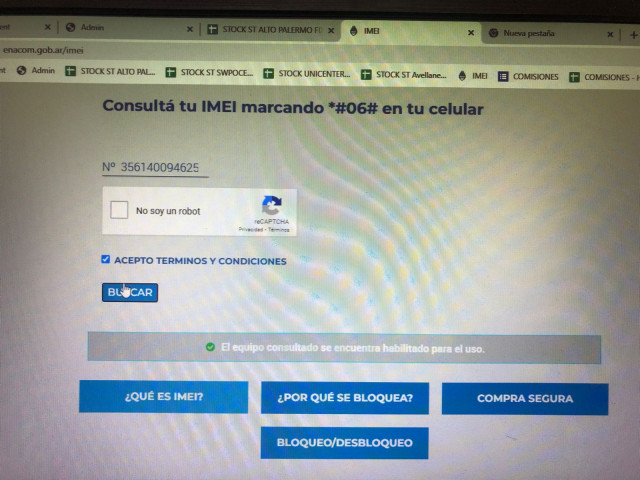 Admin
STOCK ST ALTO PALERMO F
IMEI
Nueva pestaña
enacom.gob.ar/imei
Admin
STOCK ST ALTO PAL...
STOCK ST SWPOCE...
STOCK UNICENTER...
STOCK ST Avellane...
IMEI
COMISIONES
COMISIONES - H
Consultá tu IMEI marcando *#06# en tu celular
Nº 356140094625
No soy un robot
reCAPTCHA
Privacidad - Términos
ACEPTO TERMINOS Y CONDICIONES
BUSCAR
El equipo consultado se encuentra habilitado para el uso.
¿QUÉ ES IMEI?
¿POR QUÉ SE BLOQUEA?
COMPRA SEGURA
BLOQUEO/DESBLOQUEO